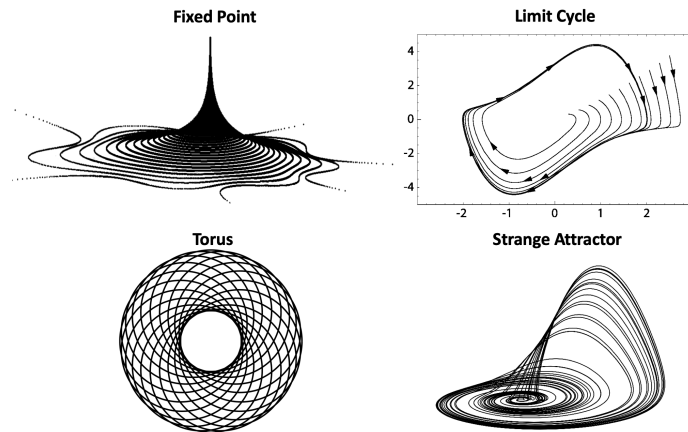 Fixed Point
Limit Cycle
4
2
0
-2
-4
-2 -1 0 1 2
Torus
Strange Attractor